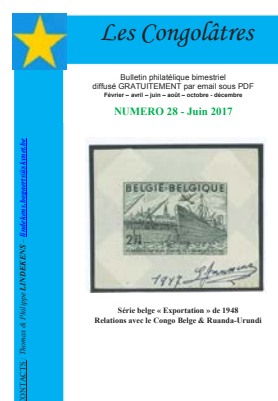 Les Congolâtres
Bulletin philatélique bimestriel
diffusé GRATUITEMENT par email sous PDF
Février – avril – juin – août – octobre - décembre
NUMERO 28 - Juin 2017
BELGIE-BELGIQUE
1947
Série belge « Exportation » de 1948
Relations avec le Congo Belge & Ruanda-Urundi
CONTACTS: Thomas & Philippe LINDEKENS